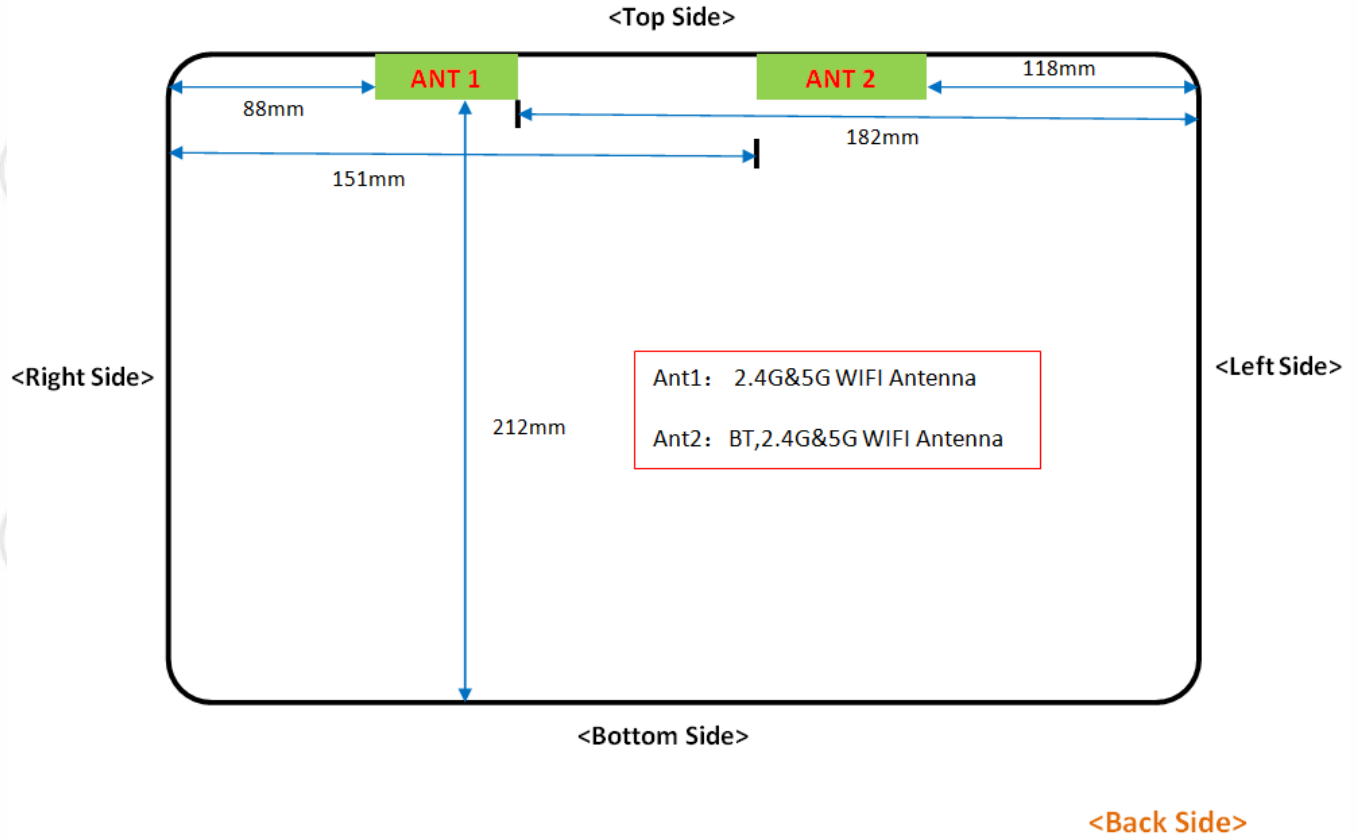 <Top Side>
ANT 1
ANT 2
118mm
88mm
182mm
151mm
<Right Side>
<Left Side>
Ant1： 2.4G&5G WIFI Antenna
212mm
Ant2：BT,2.4G&5G WIFI Antenna
<Bottom Side>
<Back Side>